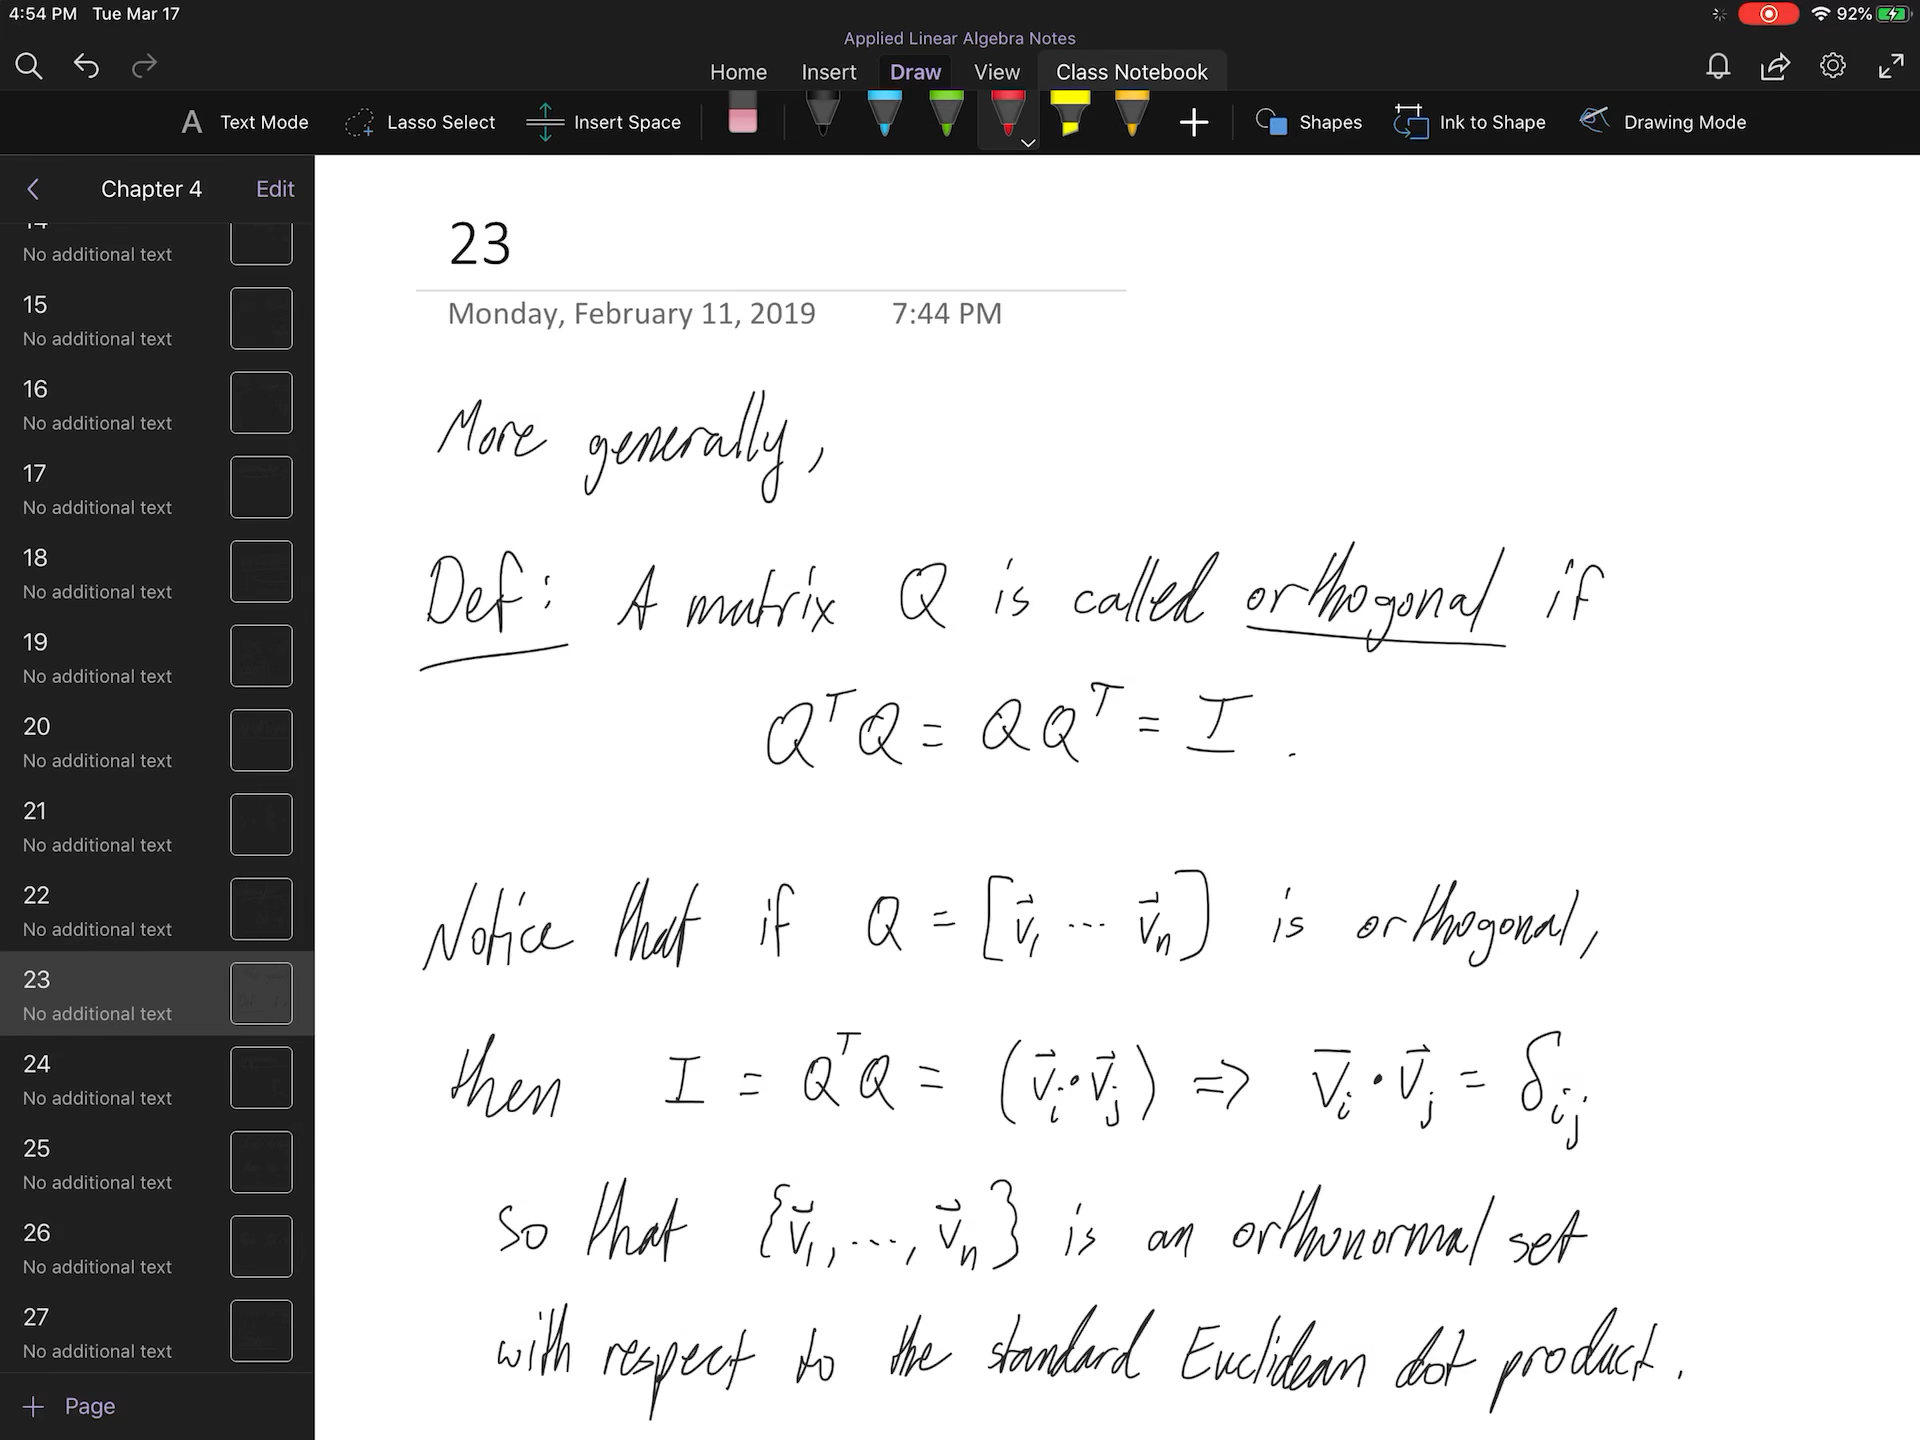 4:54 PM Tue Mar 17
92%
Applied Linear Algebra Notes
Home Insert Draw View Class Notebook
A Text Mode Lasso Select Insert Space Shapes Ink to Shape Drawing Mode
Chapter 4 Edit
14
No additional text
15
No additional text
16
No additional text
17
No additional text
18
No additional text
19
No additional text
20
No additional text
21
No additional text
22
No additional text
23
No additional text
24
No additional text
25
No additional text
26
No additional text
27
No additional text
+ Page
23
Monday, February 11, 2019 7:44 PM
More generally,
Def: A matrix Q is called orthogonal if
Qᵀ Q = Q Qᵀ = I .
Notice that if Q = [v⃗₁ ... v⃗ₙ] is orthogonal,
then I = QᵀQ = (v⃗ᵢ · v⃗ⱼ) => v̅ᵢ · v⃗ⱼ = δᵢⱼ
so that {v⃗₁, ..., v⃗ₙ} is an orthonormal set
with respect to the standard Euclidean dot product.